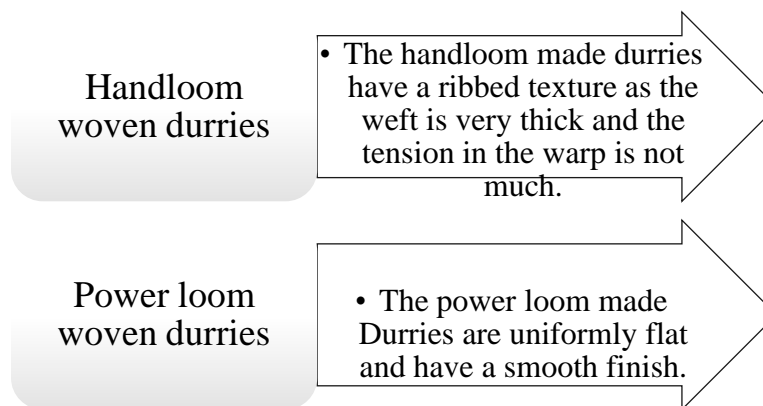 Handloom
woven durries
• The handloom made durries
have a ribbed texture as the
weft is very thick and the
tension in the warp is not
much.
Power loom
woven durries
• The power loom made
Durries are uniformly flat
and have a smooth finish.